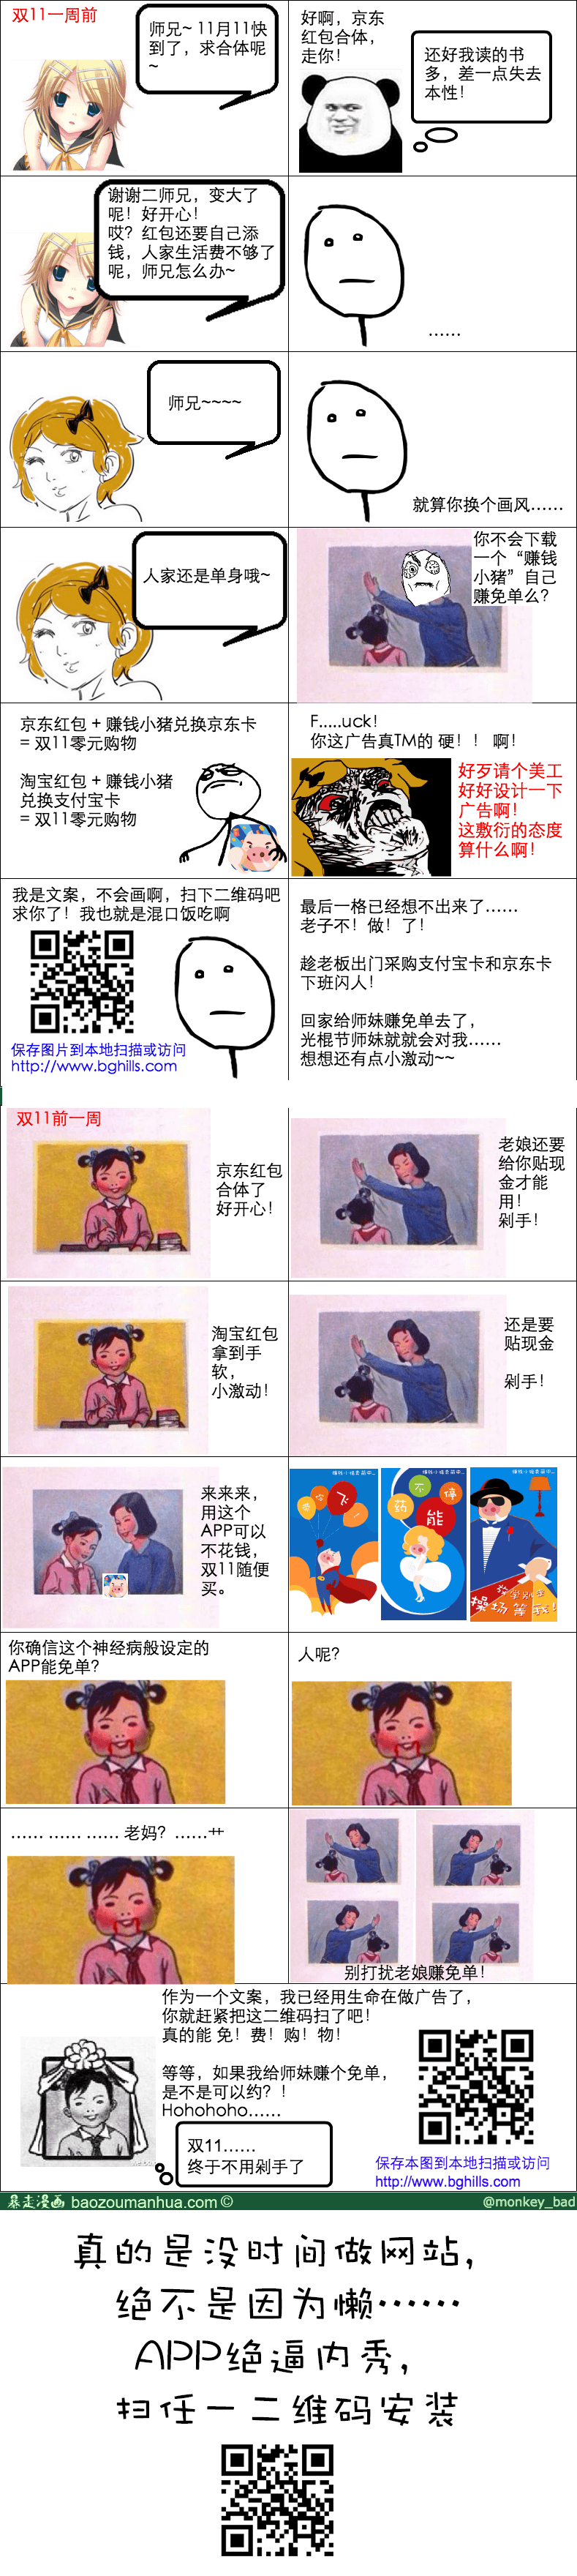 双11一周前
师兄~ 11月11快
到了，求合体呢
~
好啊，京东
红包合体，
走你！
还好我读的书
多，差一点失去
本性！
谢谢二师兄，变大了
呢！好开心！
哎？红包还要自己添
钱，人家生活费不够了
呢，师兄怎么办~
……
师兄~~~~
就算你换个画风……
人家还是单身哦~
你不会下载
一个“赚钱
小猪”自己
赚免单么？
京东红包 + 赚钱小猪兑换京东卡
= 双11零元购物
淘宝红包 + 赚钱小猪
兑换支付宝卡
= 双11零元购物
F.....uck！
你这广告真TM的 硬！！ 啊！
好歹请个美工
好好设计一下
广告啊！
这敷衍的态度
算什么啊！
我是文案，不会画啊，扫下二维码吧
求你了！我也就是混口饭吃啊
保存图片到本地扫描或访问
http://www.bghills.com
最后一格已经想不出来了……
老子不！做！了！
趁老板出门采购支付宝卡和京东卡
下班闪人！
回家给师妹赚免单去了，
光棍节师妹就就会对我……
想想还有点小激动~~
双11前一周
京东红包
合体了
好开心！
老娘还要
给你贴现
金才能
用！
剁手！
淘宝红包
拿到手
软，
小激动！
还是要
贴现金
剁手！
来来来，
用这个
APP可以
不花钱，
双11随便
买。
药
不
能
停
放学别走
操场等我！
你确信这个神经病般设定的
APP能免单？
人呢？
…… …… …… 老妈？……艹
别打扰老娘赚免单！
作为一个文案，我已经用生命在做广告了，
你就赶紧把这二维码扫了吧！
真的能 免！费！购！物！
等等，如果我给师妹赚个免单，
是不是可以约？！
Hohohoho……
双11……
终于不用剁手了
保存本图到本地扫描或访问
http://www.bghills.com
暴走漫画 baozoumanhua.com ©
@monkey_bad
真的是没时间做网站，
绝不是因为懒……
APP绝逼内秀，
扫任一二维码安装